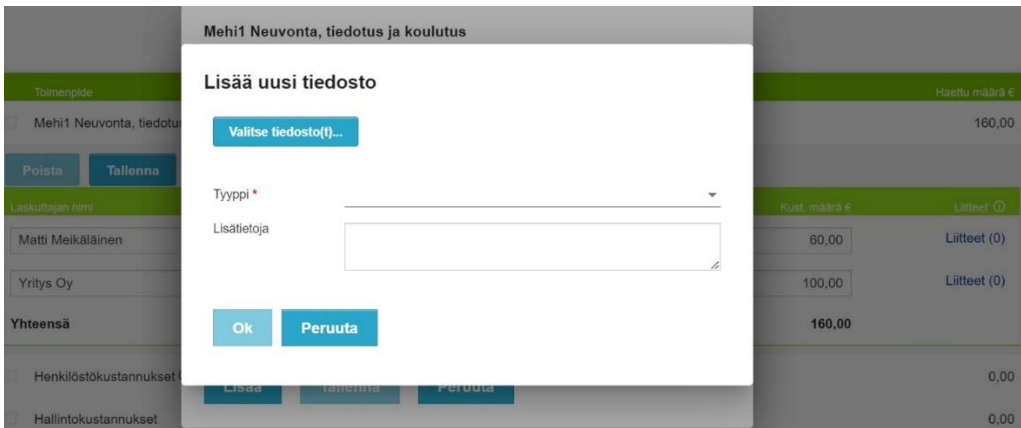 Mehi1 Neuvonta, tiedotus ja koulutus
Lisää uusi tiedosto
Valitse tiedosto(t)...
Tyyppi *
Lisätietoja
Ok Peruuta
Toimenpide Haettu määrä €
Mehi1 Neuvonta, tiedotus 160,00
Poista Tallenna
Laskuttajan nimi Kust. määrä € Liitteet
Matti Meikäläinen 60,00 Liitteet (0)
Yritys Oy 100,00 Liitteet (0)
Yhteensä 160,00
Henkilöstökustannukset 0,00
Lisää Tallenna Peruuta
Hallintokustannukset 0,00